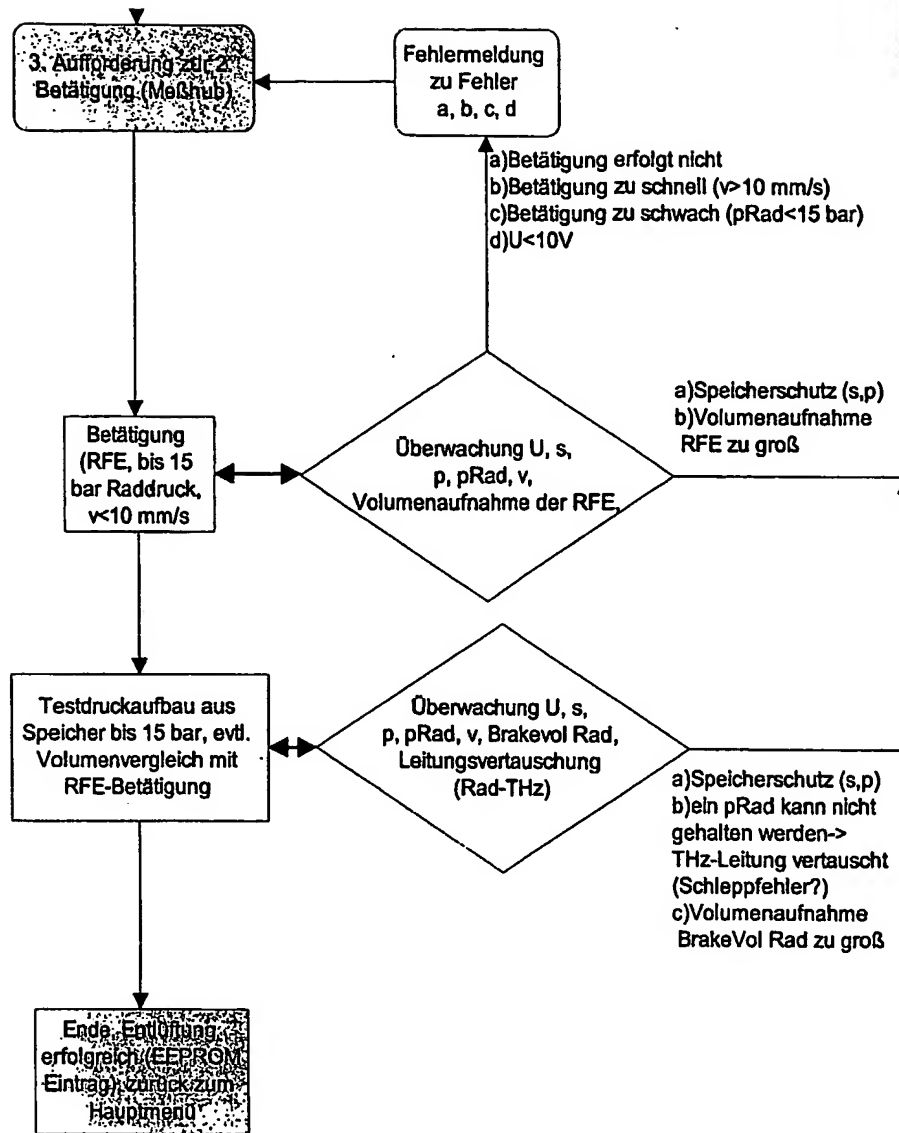 3. Aufforderung zur 2.
Betätigung (Meßhub)
Fehlermeldung
zu Fehler
a, b, c, d
a)Betätigung erfolgt nicht
b)Betätigung zu schnell (v>10 mm/s)
c)Betätigung zu schwach (pRad<15 bar)
d)U<10V
Betätigung
(RFE, bis 15
bar Raddruck,
v<10 mm/s
Überwachung U, s,
p, pRad, v,
Volumenaufnahme der RFE,
a)Speicherschutz (s,p)
b)Volumenaufnahme
RFE zu groß
Testdruckaufbau aus
Speicher bis 15 bar, evtl.
Volumenvergleich mit
RFE-Betätigung
Überwachung U, s,
p, pRad, v, Brakevol Rad,
Leitungsvertauschung
(Rad-THz)
a)Speicherschutz (s,p)
b)ein pRad kann nicht
gehalten werden->
THz-Leitung vertauscht
(Schleppfehler?)
c)Volumenaufnahme
BrakeVol Rad zu groß
Ende, Entlüftung
erfolgreich (EEPROM
Eintrag) zurück zum
Hauptmenü